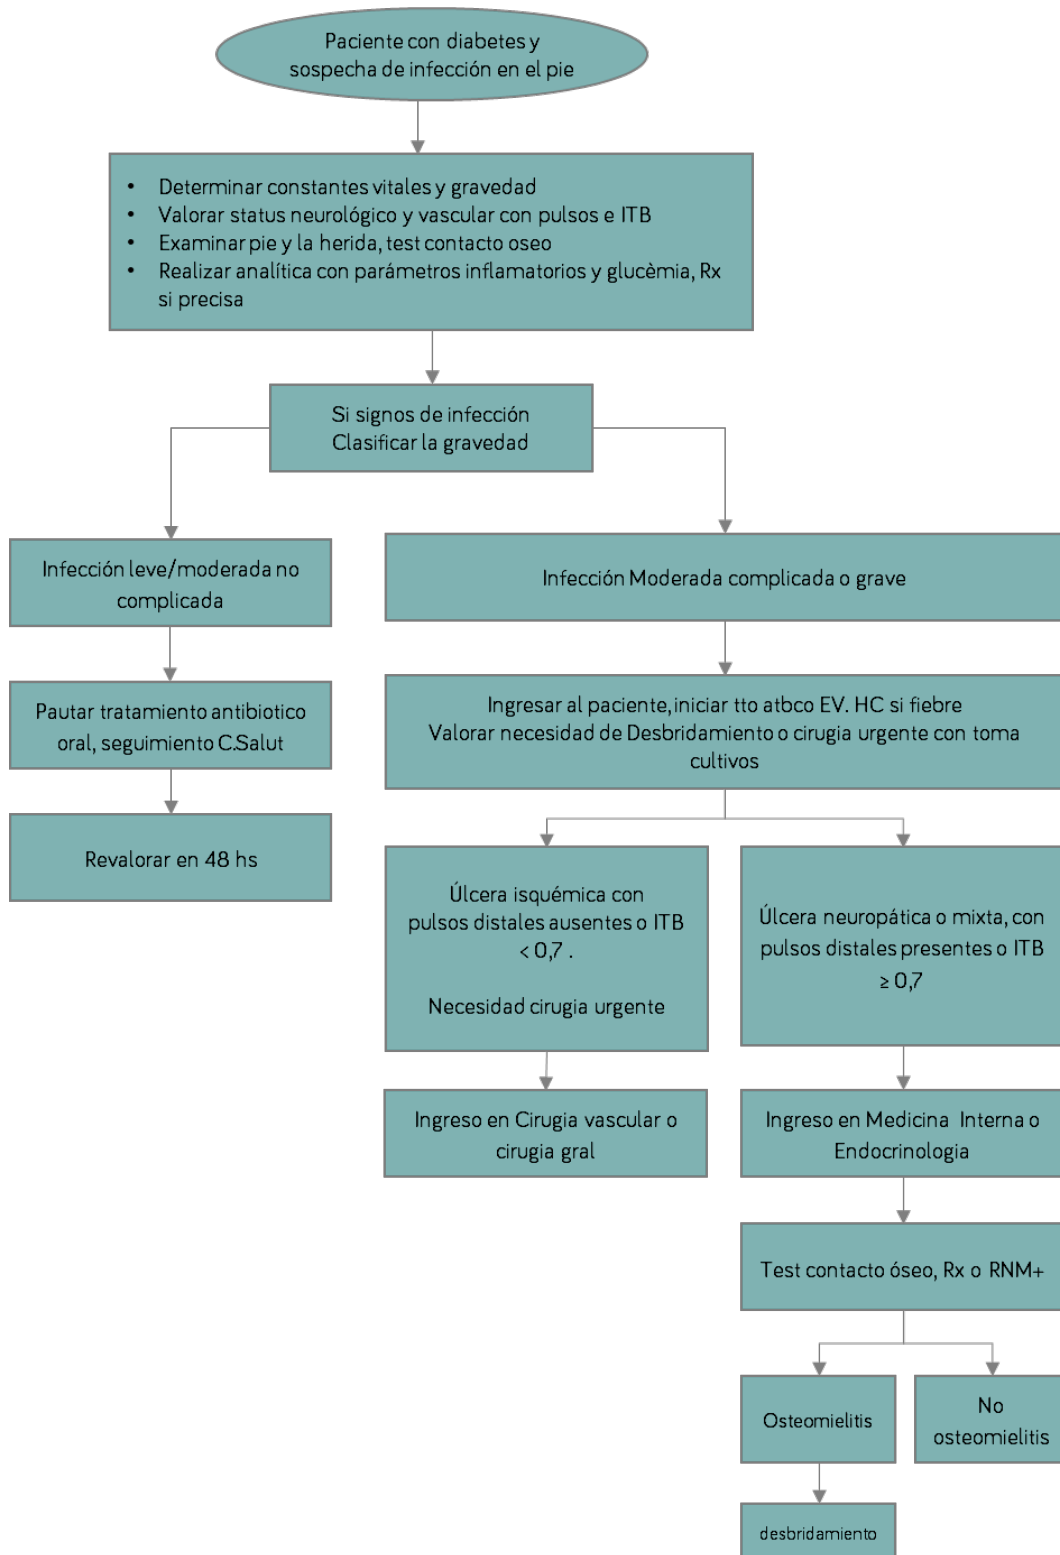 Paciente con diabetes y
sospecha de infección en el pie
• Determinar constantes vitales y gravedad
• Valorar status neurológico y vascular con pulsos e ITB
• Examinar pie y la herida, test contacto oseo
• Realizar analítica con parámetros inflamatorios y glucèmia, Rx
si precisa
Si signos de infección
Clasificar la gravedad
Infección leve/moderada no
complicada
Infección Moderada complicada o grave
Pautar tratamiento antibiotico
oral, seguimiento C.Salut
Ingresar al paciente, iniciar tto atbco EV. HC si fiebre
Valorar necesidad de Desbridamiento o cirugia urgente con toma
cultivos
Revalorar en 48 hs
Úlcera isquémica con
pulsos distales ausentes o ITB
< 0,7 .
Necesidad cirugia urgente
Úlcera neuropática o mixta, con
pulsos distales presentes o ITB
≥ 0,7
Ingreso en Cirugia vascular o
cirugia gral
Ingreso en Medicina Interna o
Endocrinologia
Test contacto óseo, Rx o RNM+
Osteomielitis
No
osteomielitis
desbridamiento